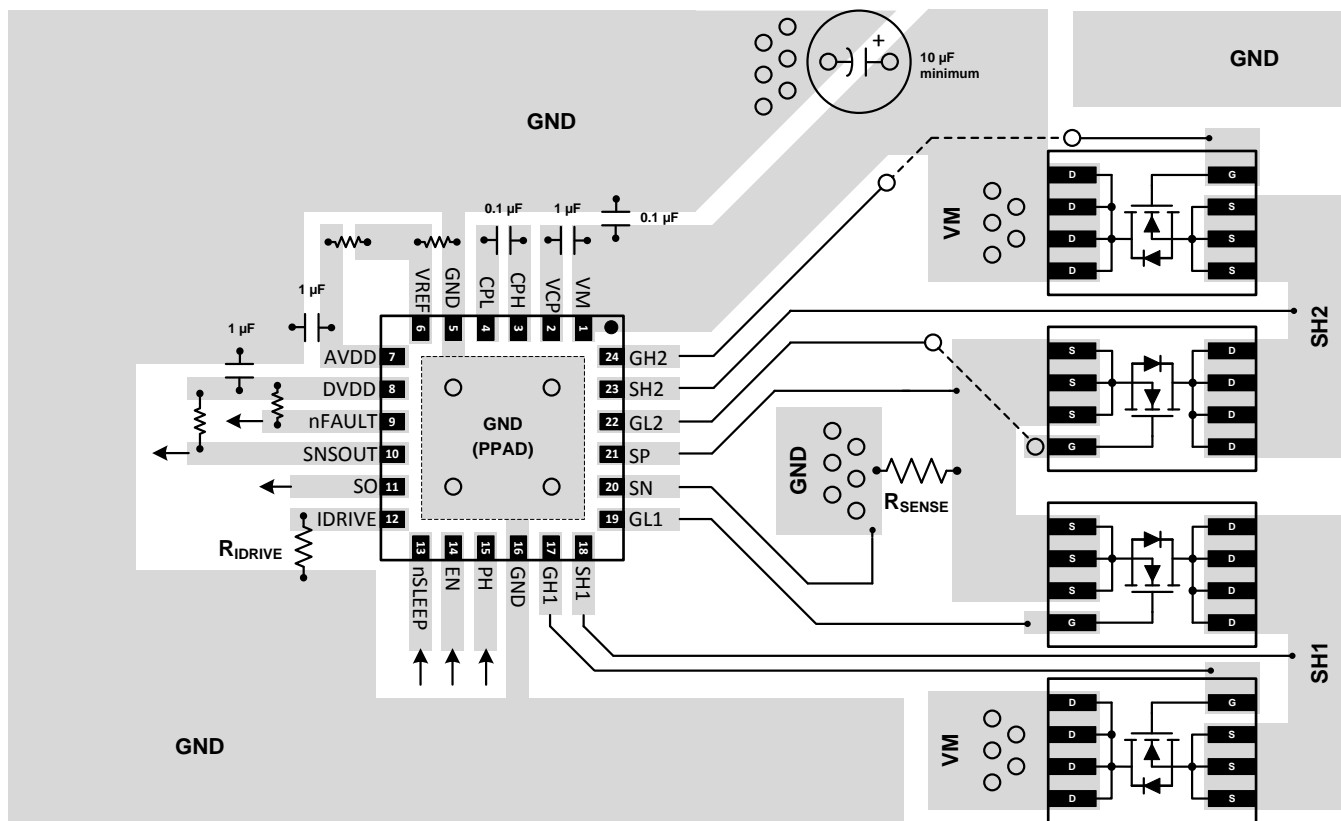 +
10 µF
minimum
GND
GND
0.1 µF
1 µF
0.1 µF
1 µF
1 µF
VREF
GND
CPL
CPH
VCP
VM
6
5
4
3
2
1
AVDD
7
DVDD
8
nFAULT
9
SNSOUT
10
SO
11
IDRIVE
12
RIDRIVE
GND
(PPAD)
24
GH2
23
SH2
22
GL2
21
SP
20
SN
19
GL1
13
14
15
16
17
18
nSLEEP
EN
PH
GND
GH1
SH1
GND
GND
RSENSE
VM
D
D
D
D
G
S
S
S
SH2
S
S
S
G
D
D
D
D
S
S
S
G
D
D
D
D
SH1
VM
D
D
D
D
G
S
S
S